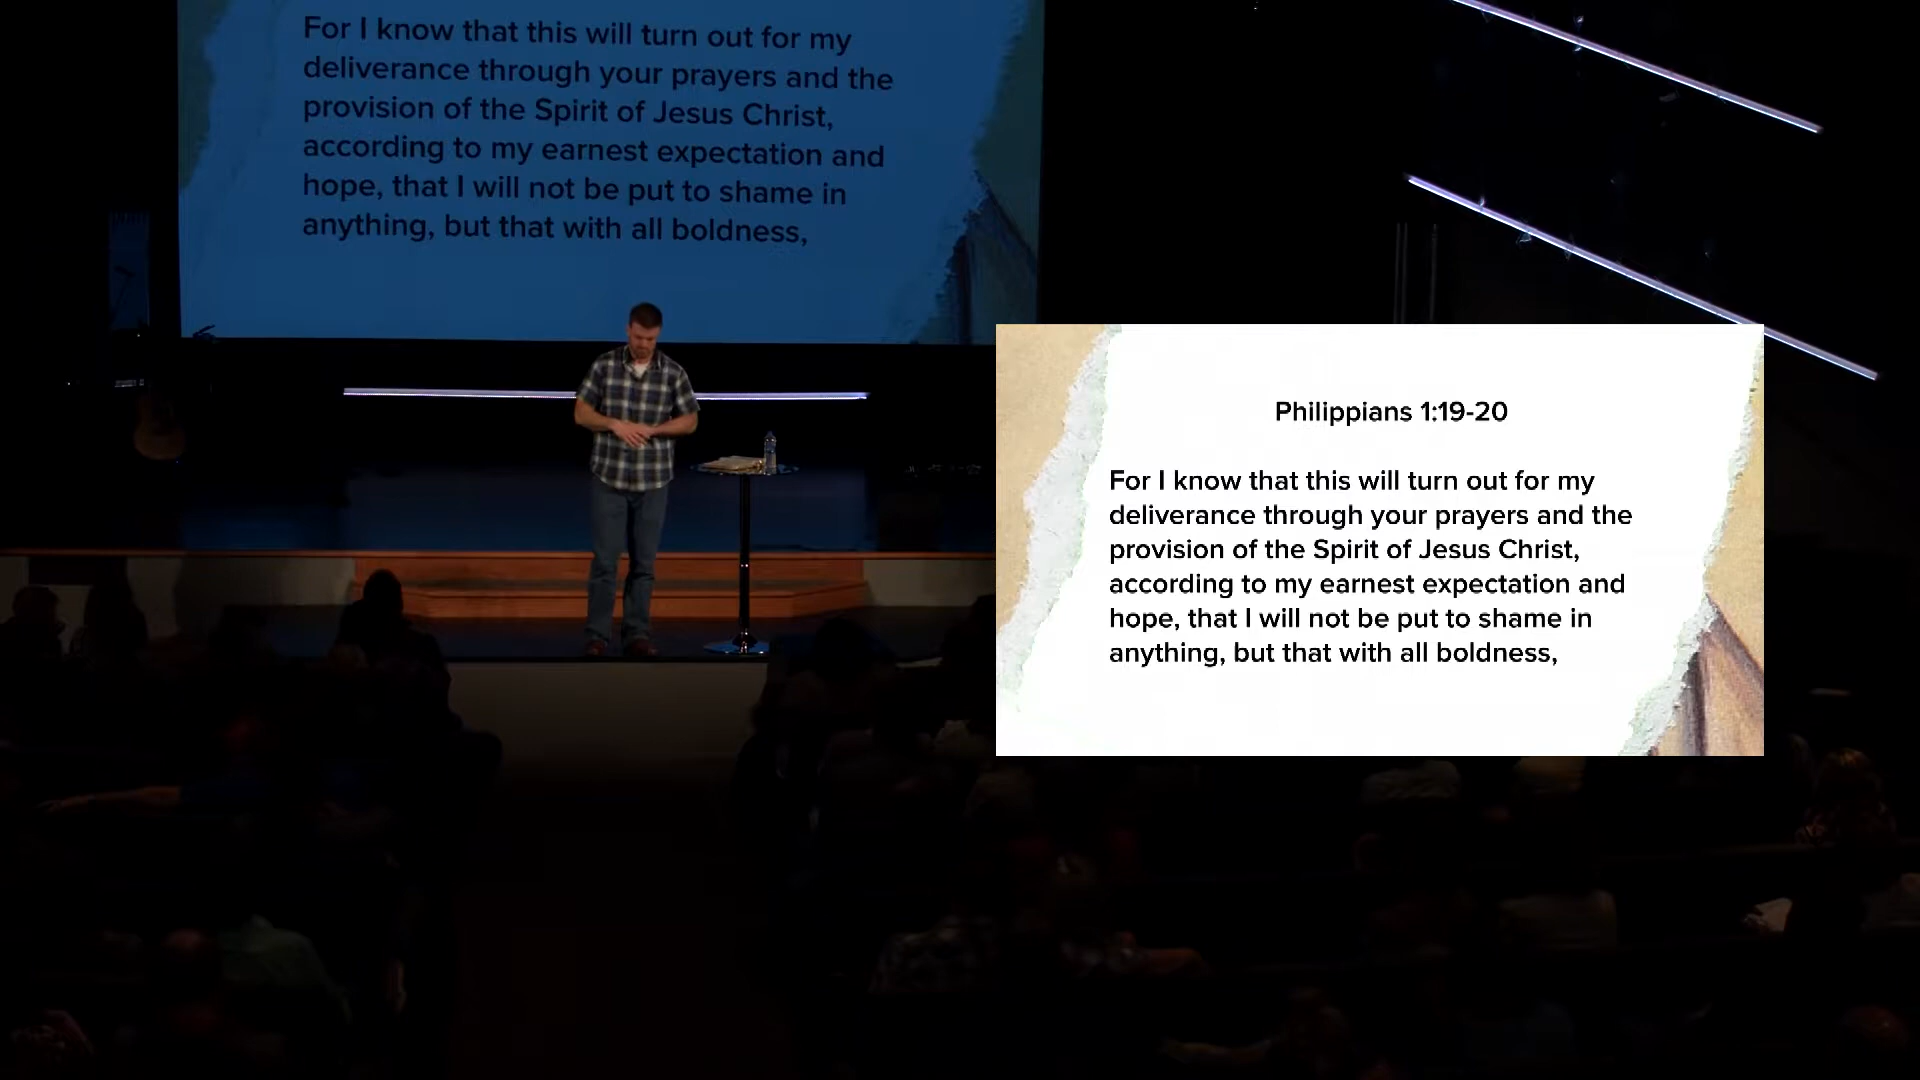 For I know that this will turn out for my
deliverance through your prayers and the
provision of the Spirit of Jesus Christ,
according to my earnest expectation and
hope, that I will not be put to shame in
anything, but that with all boldness,
Philippians 1:19-20
For I know that this will turn out for my
deliverance through your prayers and the
provision of the Spirit of Jesus Christ,
according to my earnest expectation and
hope, that I will not be put to shame in
anything, but that with all boldness,